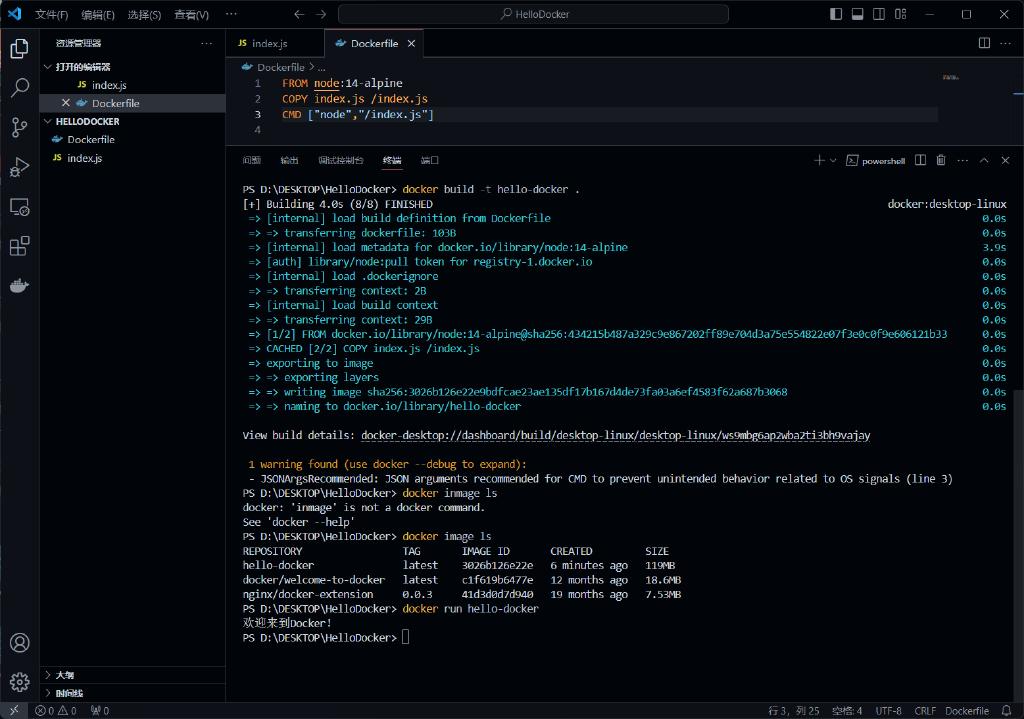 文件(F) 编辑(E) 选择(S) 查看(V) ··· HelloDocker
资源管理器 ···
打开的编辑器
index.js
Dockerfile
HELLODOCKER
Dockerfile
JS index.js
大纲
时间线
JS index.js Dockerfile
Dockerfile > ...
1 FROM node:14-alpine
2 COPY index.js /index.js
3 CMD ["node","/index.js"]
4
问题 输出 调试控制台 终端 端口 powershell
PS D:\DESKTOP\HelloDocker> docker build -t hello-docker .
[+] Building 4.0s (8/8) FINISHED docker:desktop-linux
=> [internal] load build definition from Dockerfile 0.0s
=> => transferring dockerfile: 103B 0.0s
=> [internal] load metadata for docker.io/library/node:14-alpine 3.9s
=> [auth] library/node:pull token for registry-1.docker.io 0.0s
=> [internal] load .dockerignore 0.0s
=> => transferring context: 2B 0.0s
=> [internal] load build context 0.0s
=> => transferring context: 29B 0.0s
=> [1/2] FROM docker.io/library/node:14-alpine@sha256:434215b487a329c9e867202ff89e704d3a75e554822e07f3e0c0f9e606121b33 0.0s
=> CACHED [2/2] COPY index.js /index.js 0.0s
=> exporting to image 0.0s
=> => exporting layers 0.0s
=> => writing image sha256:3026b126e22e9bdfcae23ae135df17b167d4de73fa03a6ef4583f62a687b3068 0.0s
=> => naming to docker.io/library/hello-docker 0.0s
View build details: docker-desktop://dashboard/build/desktop-linux/desktop-linux/ws9mbg6ap2wba2ti3bh9vajay
1 warning found (use docker --debug to expand):
- JSONArgsRecommended: JSON arguments recommended for CMD to prevent unintended behavior related to OS signals (line 3)
PS D:\DESKTOP\HelloDocker> docker inmage ls
docker: 'inmage' is not a docker command.
See 'docker --help'
PS D:\DESKTOP\HelloDocker> docker image ls
REPOSITORY TAG IMAGE ID CREATED SIZE
hello-docker latest 3026b126e22e 6 minutes ago 119MB
docker/welcome-to-docker latest c1f619b6477e 12 months ago 18.6MB
nginx/docker-extension 0.0.3 41d3d0d7d940 19 months ago 7.53MB
PS D:\DESKTOP\HelloDocker> docker run hello-docker
欢迎来到Docker!
PS D:\DESKTOP\HelloDocker>
0 0 0 行 3，列 25 空格: 4 UTF-8 CRLF Dockerfile